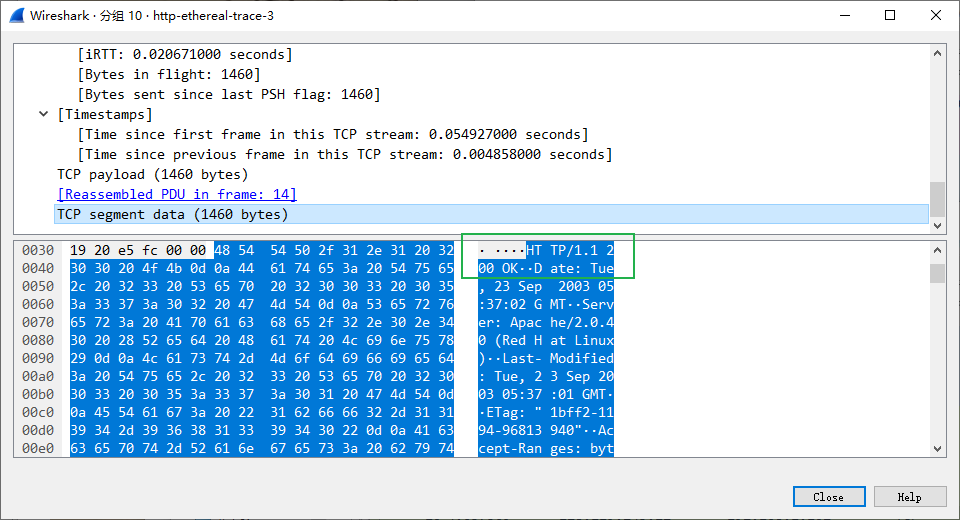 Wireshark · 分组 10 · http-ethereal-trace-3
[iRTT: 0.020671000 seconds]
[Bytes in flight: 1460]
[Bytes sent since last PSH flag: 1460]
[Timestamps]
[Time since first frame in this TCP stream: 0.054927000 seconds]
[Time since previous frame in this TCP stream: 0.004858000 seconds]
TCP payload (1460 bytes)
[Reassembled PDU in frame: 14]
TCP segment data (1460 bytes)
0030 19 20 e5 fc 00 00 48 54 54 50 2f 31 2e 31 20 32 · ····HT TP/1.1 2
0040 30 30 20 4f 4b 0d 0a 44 61 74 65 3a 20 54 75 65 00 OK··D ate: Tue
0050 2c 20 32 33 20 53 65 70 20 32 30 30 33 20 30 35 , 23 Sep 2003 05
0060 3a 33 37 3a 30 32 20 47 4d 54 0d 0a 53 65 72 76 :37:02 G MT··Serv
0070 65 72 3a 20 41 70 61 63 68 65 2f 32 2e 30 2e 34 er: Apac he/2.0.4
0080 30 20 28 52 65 64 20 48 61 74 20 4c 69 6e 75 78 0 (Red H at Linux
0090 29 0d 0a 4c 61 73 74 2d 4d 6f 64 69 66 69 65 64 )··Last- Modified
00a0 3a 20 54 75 65 2c 20 32 33 20 53 65 70 20 32 30 : Tue, 2 3 Sep 20
00b0 30 33 20 30 35 3a 33 37 3a 30 31 20 47 4d 54 0d 03 05:37 :01 GMT·
00c0 0a 45 54 61 67 3a 20 22 31 62 66 66 32 2d 31 31 ·ETag: " 1bff2-11
00d0 39 34 2d 39 36 38 31 33 39 34 30 22 0d 0a 41 63 94-96813 940"··Ac
00e0 63 65 70 74 2d 52 61 6e 67 65 73 3a 20 62 79 74 cept-Ran ges: byt
Close Help